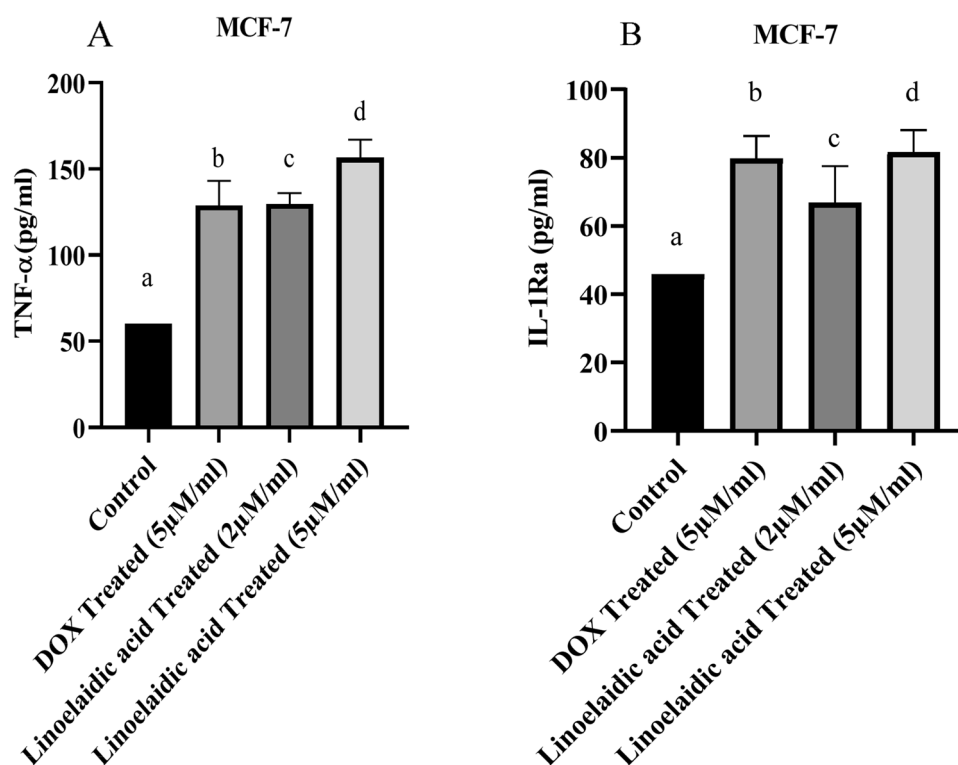 A
MCF-7
TNF-α(pg/ml)
200
150
100
50
0
a
b
c
d
Control
DOX Treated (5μM/ml)
Linoelaidic acid Treated (2μM/ml)
Linoelaidic acid Treated (5μM/ml)
B
MCF-7
IL-1Ra (pg/ml)
100
80
60
40
20
0
a
b
c
d
Control
DOX Treated (5μM/ml)
Linoelaidic acid Treated (2μM/ml)
Linoelaidic acid Treated (5μM/ml)